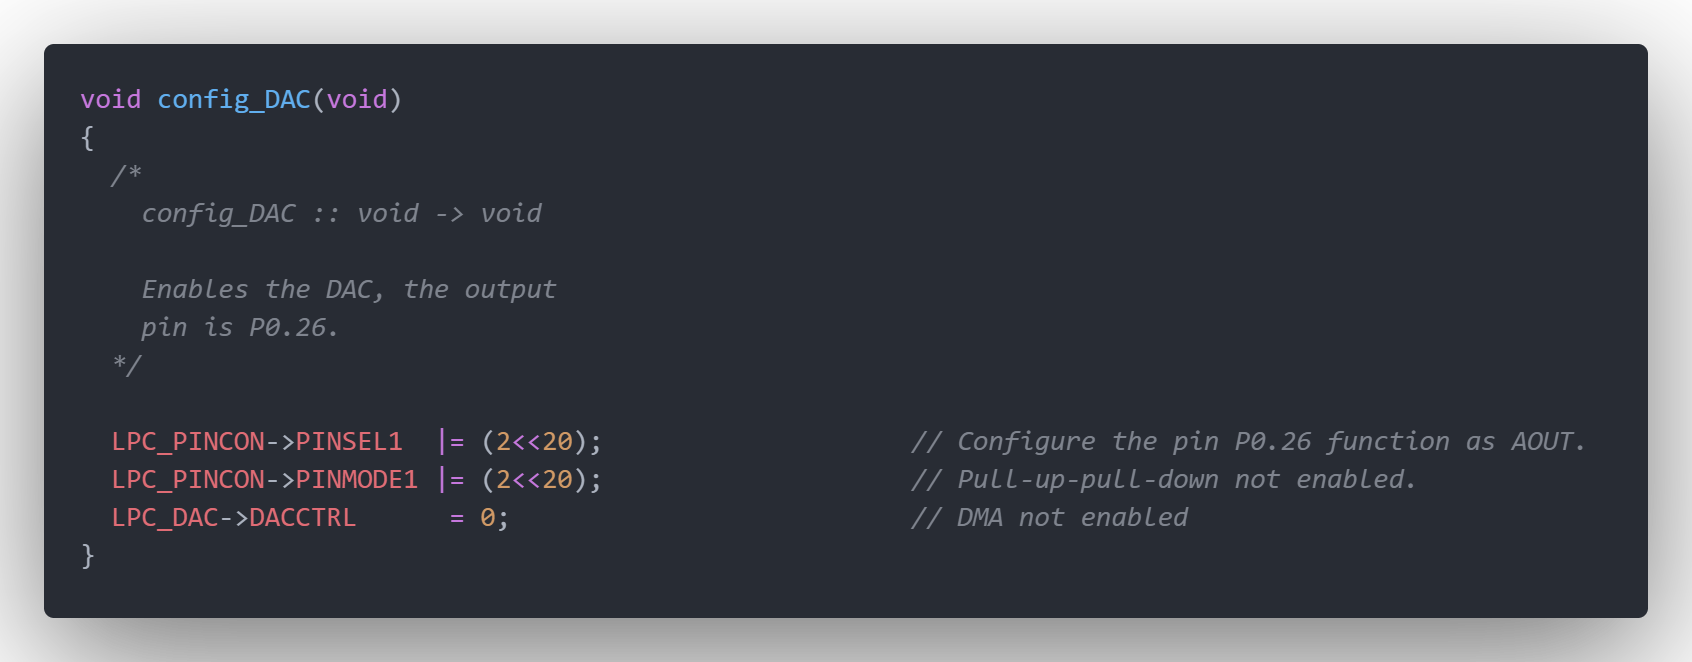 void config_DAC(void)
{
  /*
    config_DAC :: void -> void

    Enables the DAC, the output
    pin is P0.26.
  */

  LPC_PINCON->PINSEL1  |= (2<<20);                    // Configure the pin P0.26 function as AOUT.
  LPC_PINCON->PINMODE1 |= (2<<20);                    // Pull-up-pull-down not enabled.
  LPC_DAC->DACCTRL      = 0;                          // DMA not enabled
}